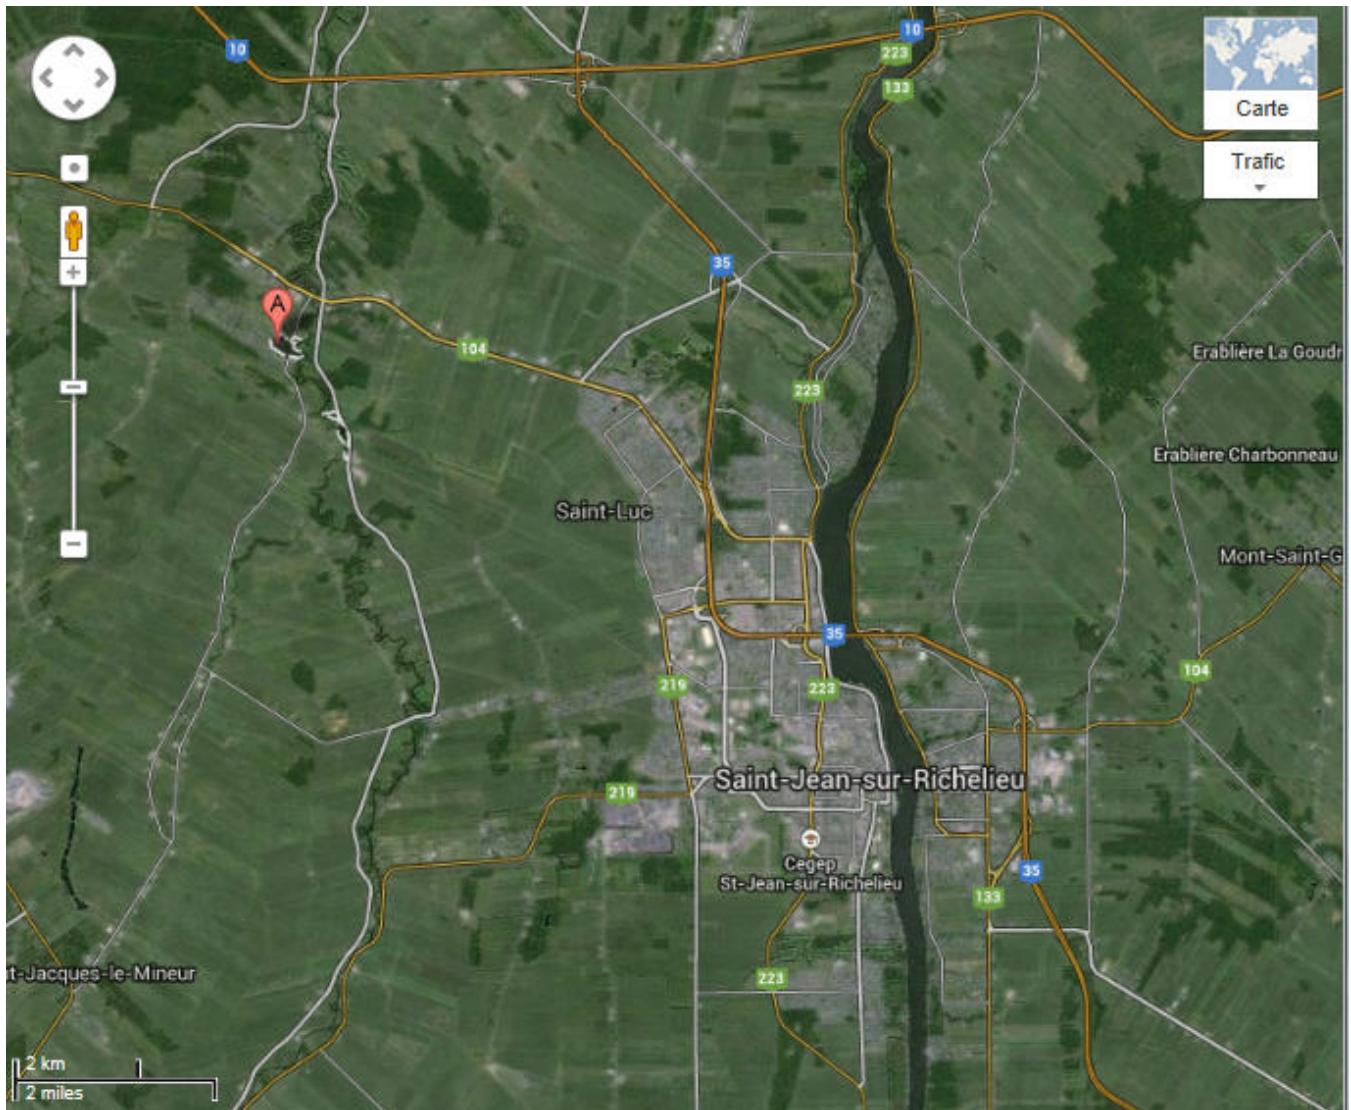 10
10
223
133
Carte
Trafic
35
A
104
Erablière La Goudr
223
Erablière Charbonneau
Saint-Luc
Mont-Saint-G
35
104
219
223
Saint-Jean-sur-Richelieu
219
Cegep
St-Jean-sur-Richelieu
35
133
t-Jacques-le-Mineur
223
2 km
2 miles